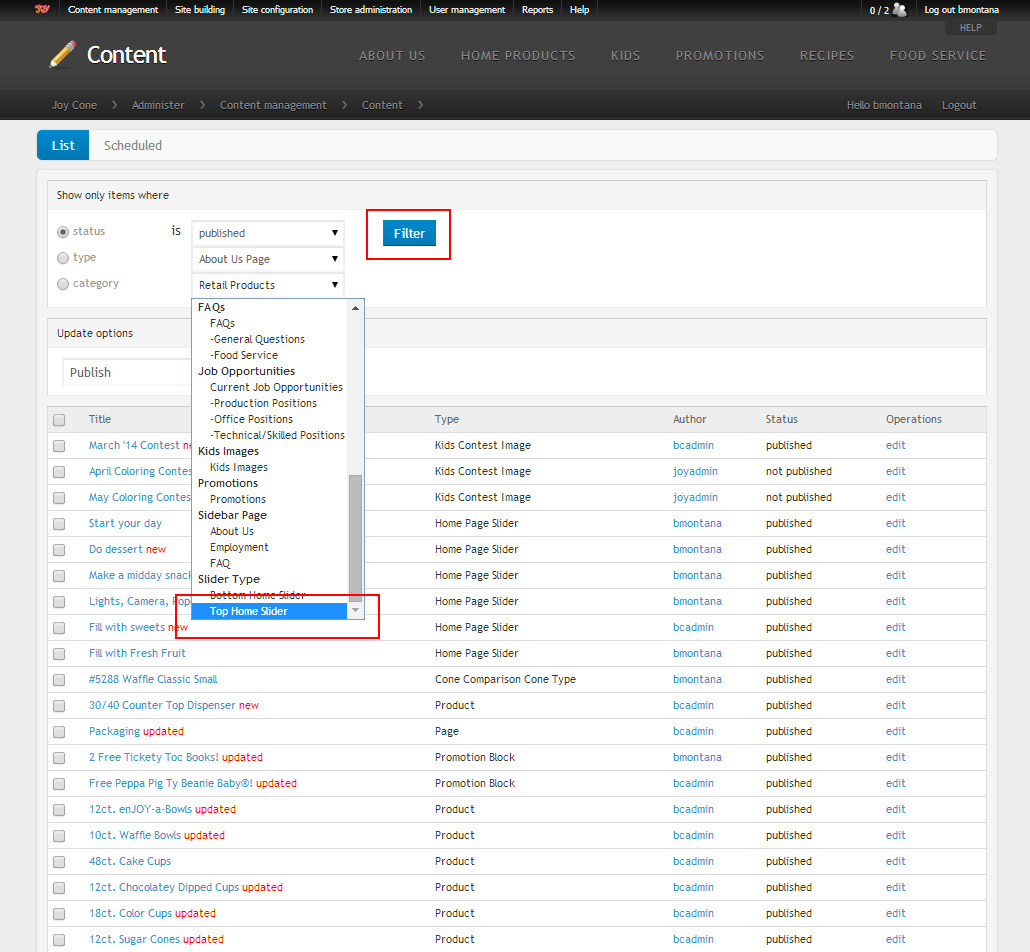 JOY Content management Site building Site configuration Store administration User management Reports Help 0 / 2 Log out bmontana
HELP
Content ABOUT US HOME PRODUCTS KIDS PROMOTIONS RECIPES FOOD SERVICE
Joy Cone Administer Content management Content Hello bmontana Logout
List Scheduled
Show only items where
status is published Filter
type About Us Page
category Retail Products
FAQs
FAQs
-General Questions
-Food Service
Job Opportunities
Current Job Opportunities
-Production Positions
-Office Positions
-Technical/Skilled Positions
Kids Images
Kids Images
Promotions
Promotions
Sidebar Page
About Us
Employment
FAQ
Slider Type
Bottom Home Slider
Top Home Slider
Update options
Publish
Title Type Author Status Operations
March '14 Contest ne Kids Contest Image bcadmin published edit
April Coloring Contes Kids Contest Image joyadmin not published edit
May Coloring Contes Kids Contest Image joyadmin not published edit
Start your day Home Page Slider bmontana published edit
Do dessert new Home Page Slider bmontana published edit
Make a midday snack Home Page Slider bmontana published edit
Lights, Camera, Pop Home Page Slider bmontana published edit
Fill with sweets new Home Page Slider bcadmin published edit
Fill with Fresh Fruit Home Page Slider bmontana published edit
#5288 Waffle Classic Small Cone Comparison Cone Type bmontana published edit
30/40 Counter Top Dispenser new Product bcadmin published edit
Packaging updated Page bcadmin published edit
2 Free Tickety Toc Books! updated Promotion Block bmontana published edit
Free Peppa Pig Ty Beanie Baby®! updated Promotion Block bcadmin published edit
12ct. enJOY-a-Bowls updated Product bcadmin published edit
10ct. Waffle Bowls updated Product bcadmin published edit
48ct. Cake Cups Product bcadmin published edit
12ct. Chocolatey Dipped Cups updated Product bcadmin published edit
18ct. Color Cups updated Product bcadmin published edit
12ct. Sugar Cones updated Product bcadmin published edit